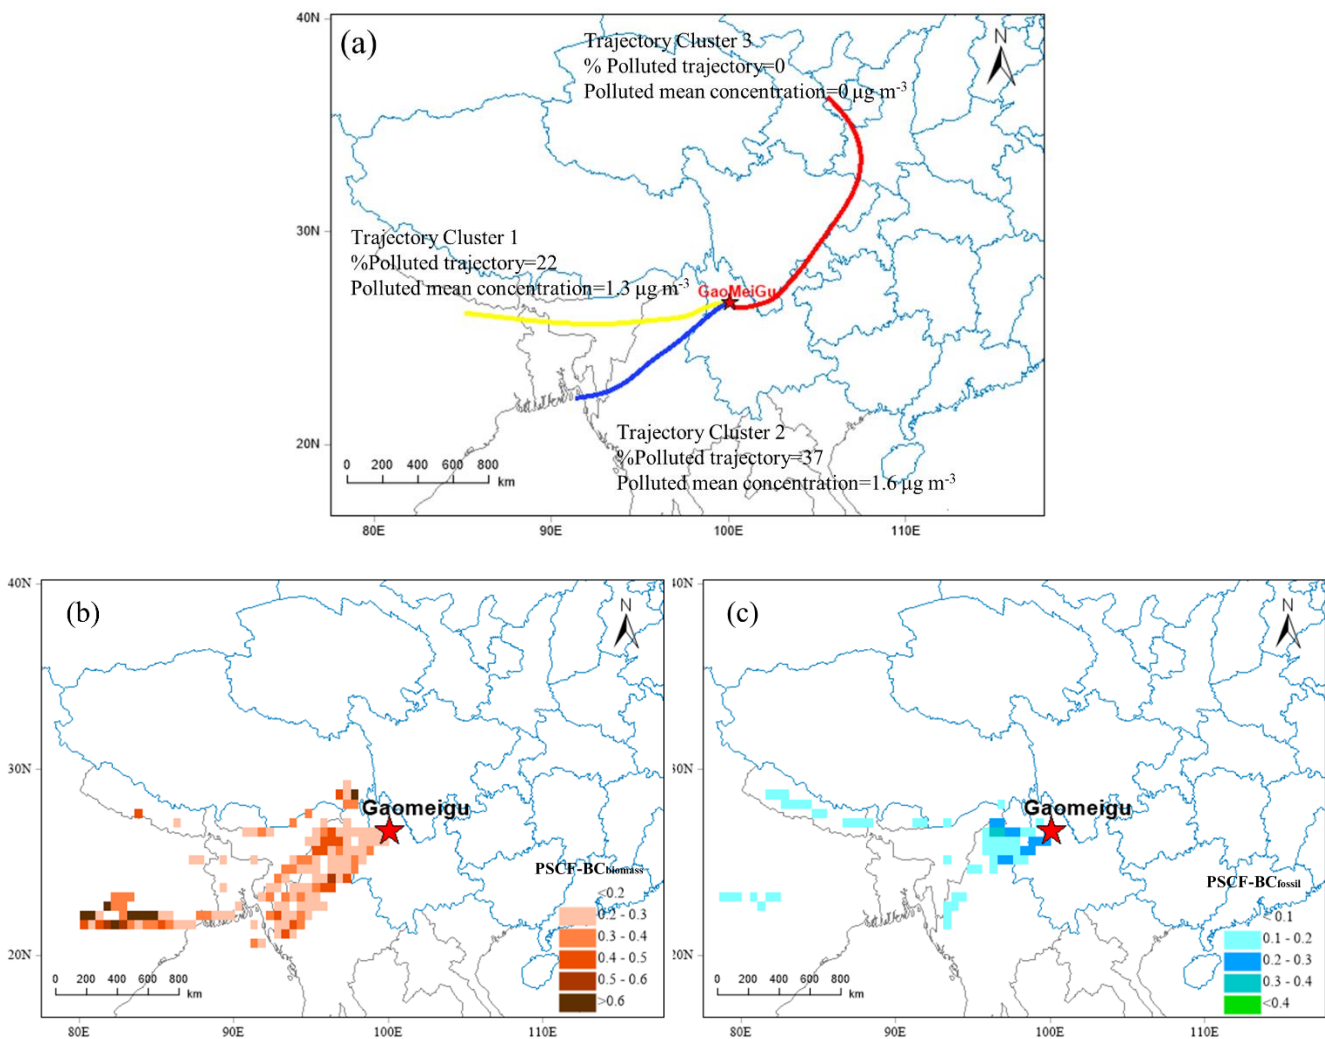 (a)
40N
30N
20N
80E
90E
100E
110E
N
Trajectory Cluster 3
% Polluted trajectory=0
Polluted mean concentration=0 μg m-3
Trajectory Cluster 1
%Polluted trajectory=22
Polluted mean concentration=1.3 μg m-3
GaoMeiGu
Trajectory Cluster 2
%Polluted trajectory=37
Polluted mean concentration=1.6 μg m-3
0 200 400 600 800
km
(b)
40N
30N
20N
80E
90E
100E
110E
N
Gaomeigu
PSCF-BCbiomass
<0.2
0.2 - 0.3
0.3 - 0.4
0.4 - 0.5
0.5 - 0.6
>0.6
0 200 400 600 800
km
(c)
40N
30N
20N
80E
90E
100E
110E
N
Gaomeigu
PSCF-BCfossil
< 0.1
0.1 - 0.2
0.2 - 0.3
0.3 - 0.4
<0.4
0 200 400 600 800
km